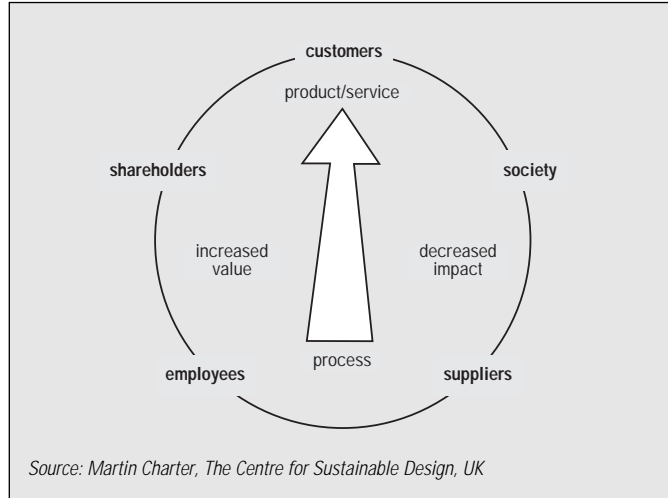 customers
product/service
shareholders
society
increased
value
decreased
impact
process
employees
suppliers
Source: Martin Charter, The Centre for Sustainable Design, UK